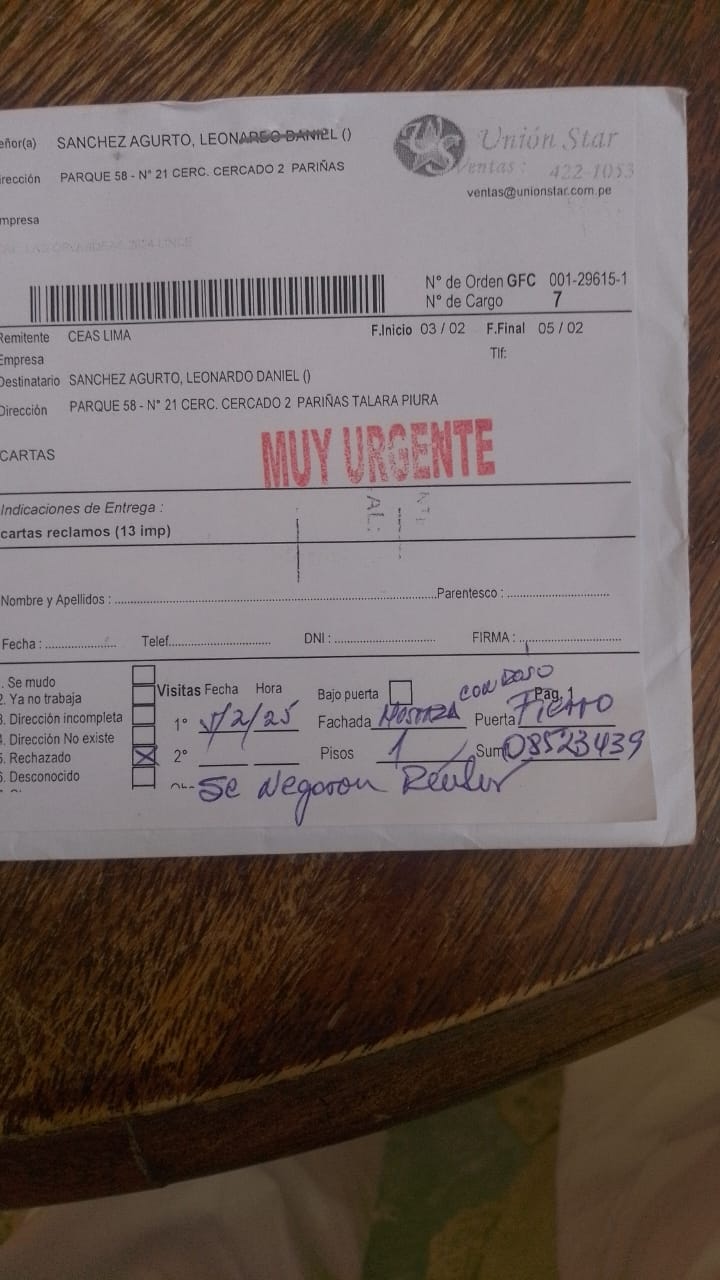 eñor(a) SANCHEZ AGURTO, LEONARDO DANIEL ()
irección PARQUE 58 - N° 21 CERC. CERCADO 2 PARIÑAS
mpresa
Unión Star
Ventas : 422-1053
ventas@unionstar.com.pe
N° de Orden GFC 001-29615-1
N° de Cargo 7
Remitente CEAS LIMA F.Inicio 03 / 02 F.Final 05 / 02
Empresa Tlf:
Destinatario SANCHEZ AGURTO, LEONARDO DANIEL ()
Dirección PARQUE 58 - N° 21 CERC. CERCADO 2 PARIÑAS TALARA PIURA
CARTAS
MUY URGENTE
Indicaciones de Entrega :
cartas reclamos (13 imp)
Nombre y Apellidos : Parentesco :
Fecha : Telef. DNI : FIRMA :
. Se mudo
2. Ya no trabaja
3. Dirección incompleta
4. Dirección No existe
5. Rechazado
6. Desconocido
Visitas Fecha Hora Bajo puerta Pág. 1
1° /2/25 Fachada MOSTAZA CON Puerta Fierro
2° Pisos 1 Sum 08523439
Se Negaron